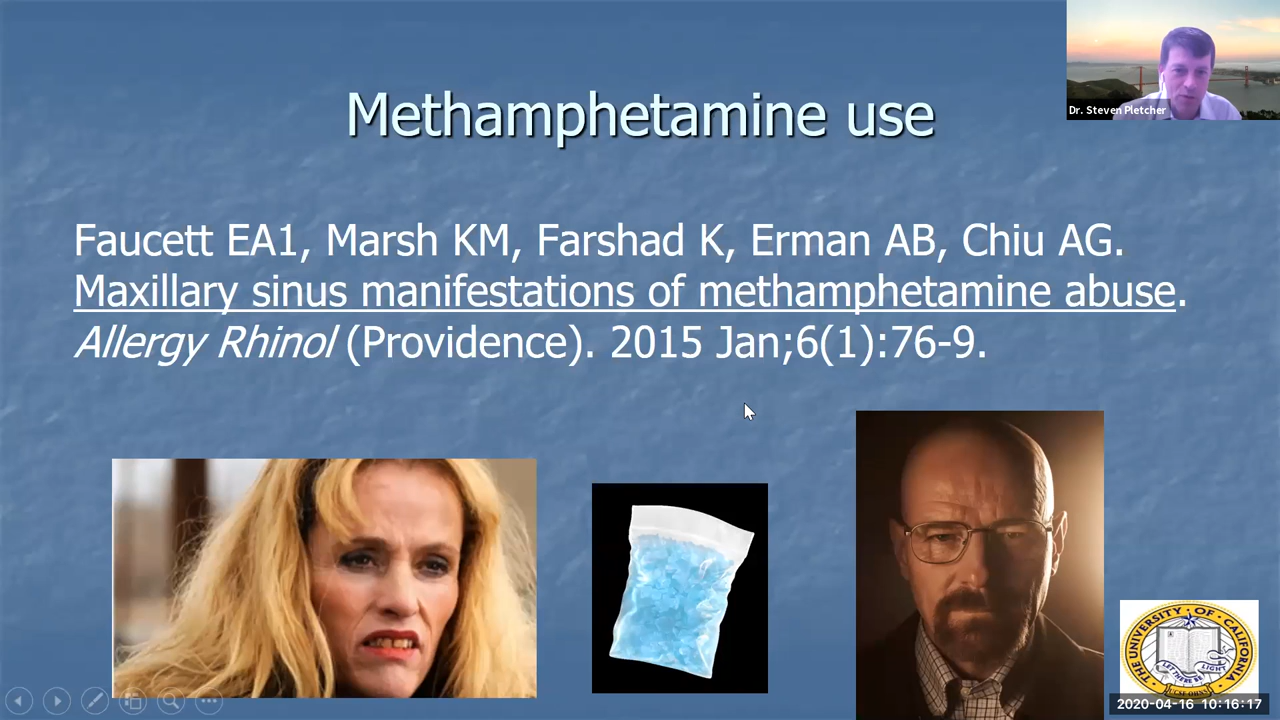 Methamphetamine use
Dr. Steven Pletcher
Faucett EA1, Marsh KM, Farshad K, Erman AB, Chiu AG.
Maxillary sinus manifestations of methamphetamine abuse.
Allergy Rhinol (Providence). 2015 Jan;6(1):76-9.
THE UNIVERSITY OF CALIFORNIA
LET THERE BE LIGHT
UCSF OHNS
2020-04-16 10:16:17